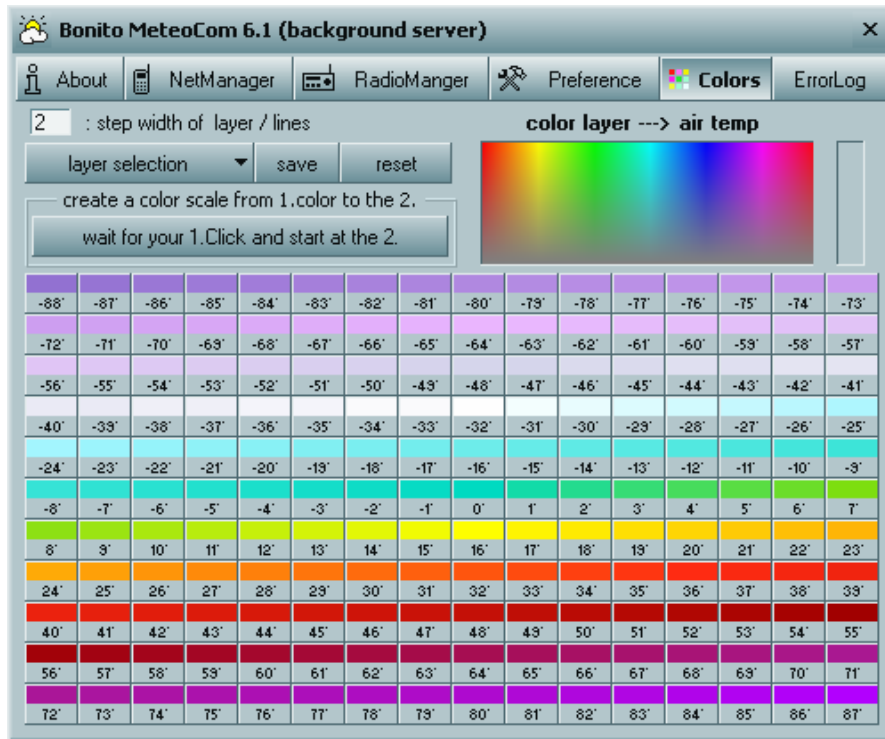 Bonito MeteoCom 6.1 (background server)
About NetManager RadioManger Preference Colors ErrorLog
2 : step width of layer / lines color layer ---> air temp
layer selection save reset
create a color scale from 1.color to the 2.
wait for your 1.Click and start at the 2.
-88° -87° -86° -85° -84° -83° -82° -81° -80° -79° -78° -77° -76° -75° -74° -73°
-72° -71° -70° -69° -68° -67° -66° -65° -64° -63° -62° -61° -60° -59° -58° -57°
-56° -55° -54° -53° -52° -51° -50° -49° -48° -47° -46° -45° -44° -43° -42° -41°
-40° -39° -38° -37° -36° -35° -34° -33° -32° -31° -30° -29° -28° -27° -26° -25°
-24° -23° -22° -21° -20° -19° -18° -17° -16° -15° -14° -13° -12° -11° -10° -9°
-8° -7° -6° -5° -4° -3° -2° -1° 0° 1° 2° 3° 4° 5° 6° 7°
8° 9° 10° 11° 12° 13° 14° 15° 16° 17° 18° 19° 20° 21° 22° 23°
24° 25° 26° 27° 28° 29° 30° 31° 32° 33° 34° 35° 36° 37° 38° 39°
40° 41° 42° 43° 44° 45° 46° 47° 48° 49° 50° 51° 52° 53° 54° 55°
56° 57° 58° 59° 60° 61° 62° 63° 64° 65° 66° 67° 68° 69° 70° 71°
72° 73° 74° 75° 76° 77° 78° 79° 80° 81° 82° 83° 84° 85° 86° 87°